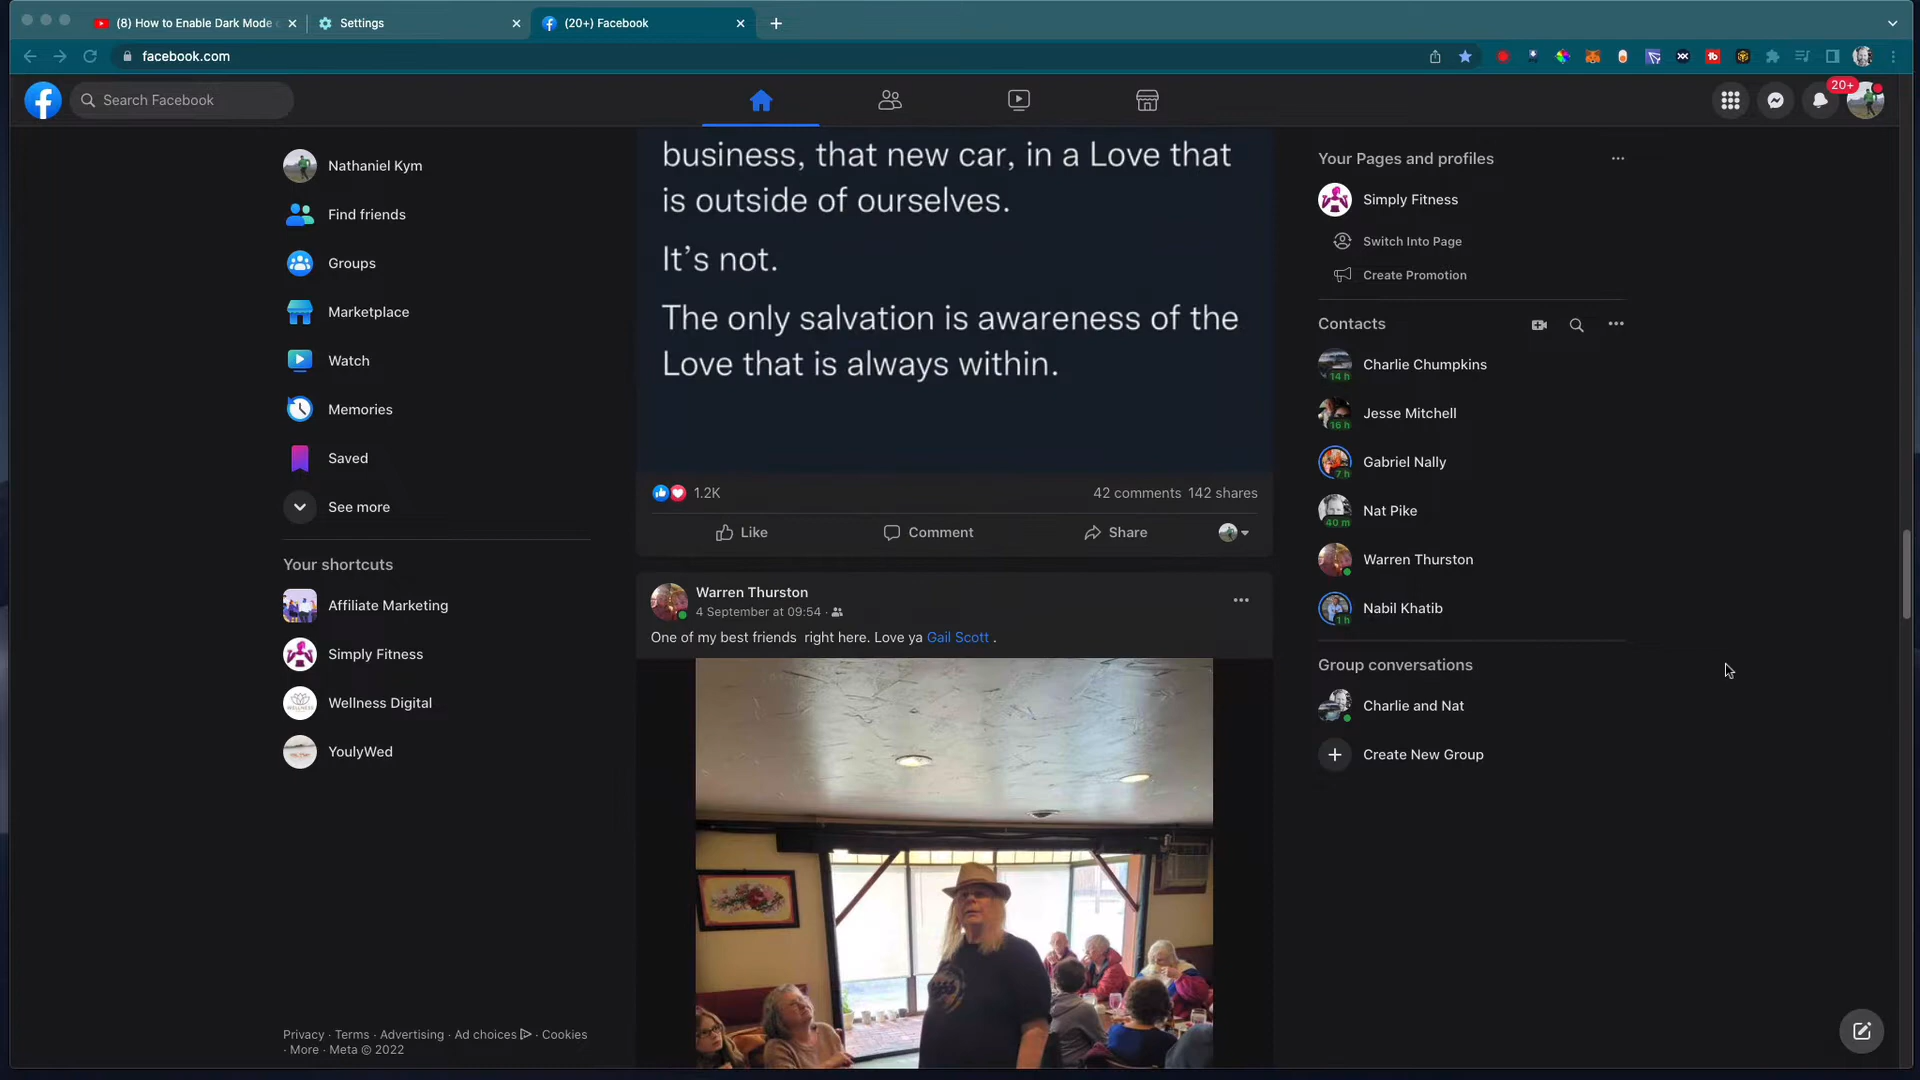 (8) How to Enable Dark Mode
Settings
(20+) Facebook
facebook.com
Search Facebook
20+
Nathaniel Kym
Find friends
Groups
Marketplace
Watch
Memories
Saved
See more
Your shortcuts
Affiliate Marketing
Simply Fitness
Wellness Digital
YoulyWed
Privacy · Terms · Advertising · Ad choices · Cookies
· More · Meta © 2022
business, that new car, in a Love that
is outside of ourselves.
It’s not.
The only salvation is awareness of the
Love that is always within.
1.2K
42 comments 142 shares
Like Comment Share
Warren Thurston
4 September at 09:54 ·
One of my best friends right here. Love ya Gail Scott .
Your Pages and profiles
Simply Fitness
Switch Into Page
Create Promotion
Contacts
Charlie Chumpkins
14 h
Jesse Mitchell
16 h
Gabriel Nally
7 h
Nat Pike
40 m
Warren Thurston
Nabil Khatib
1 h
Group conversations
Charlie and Nat
Create New Group